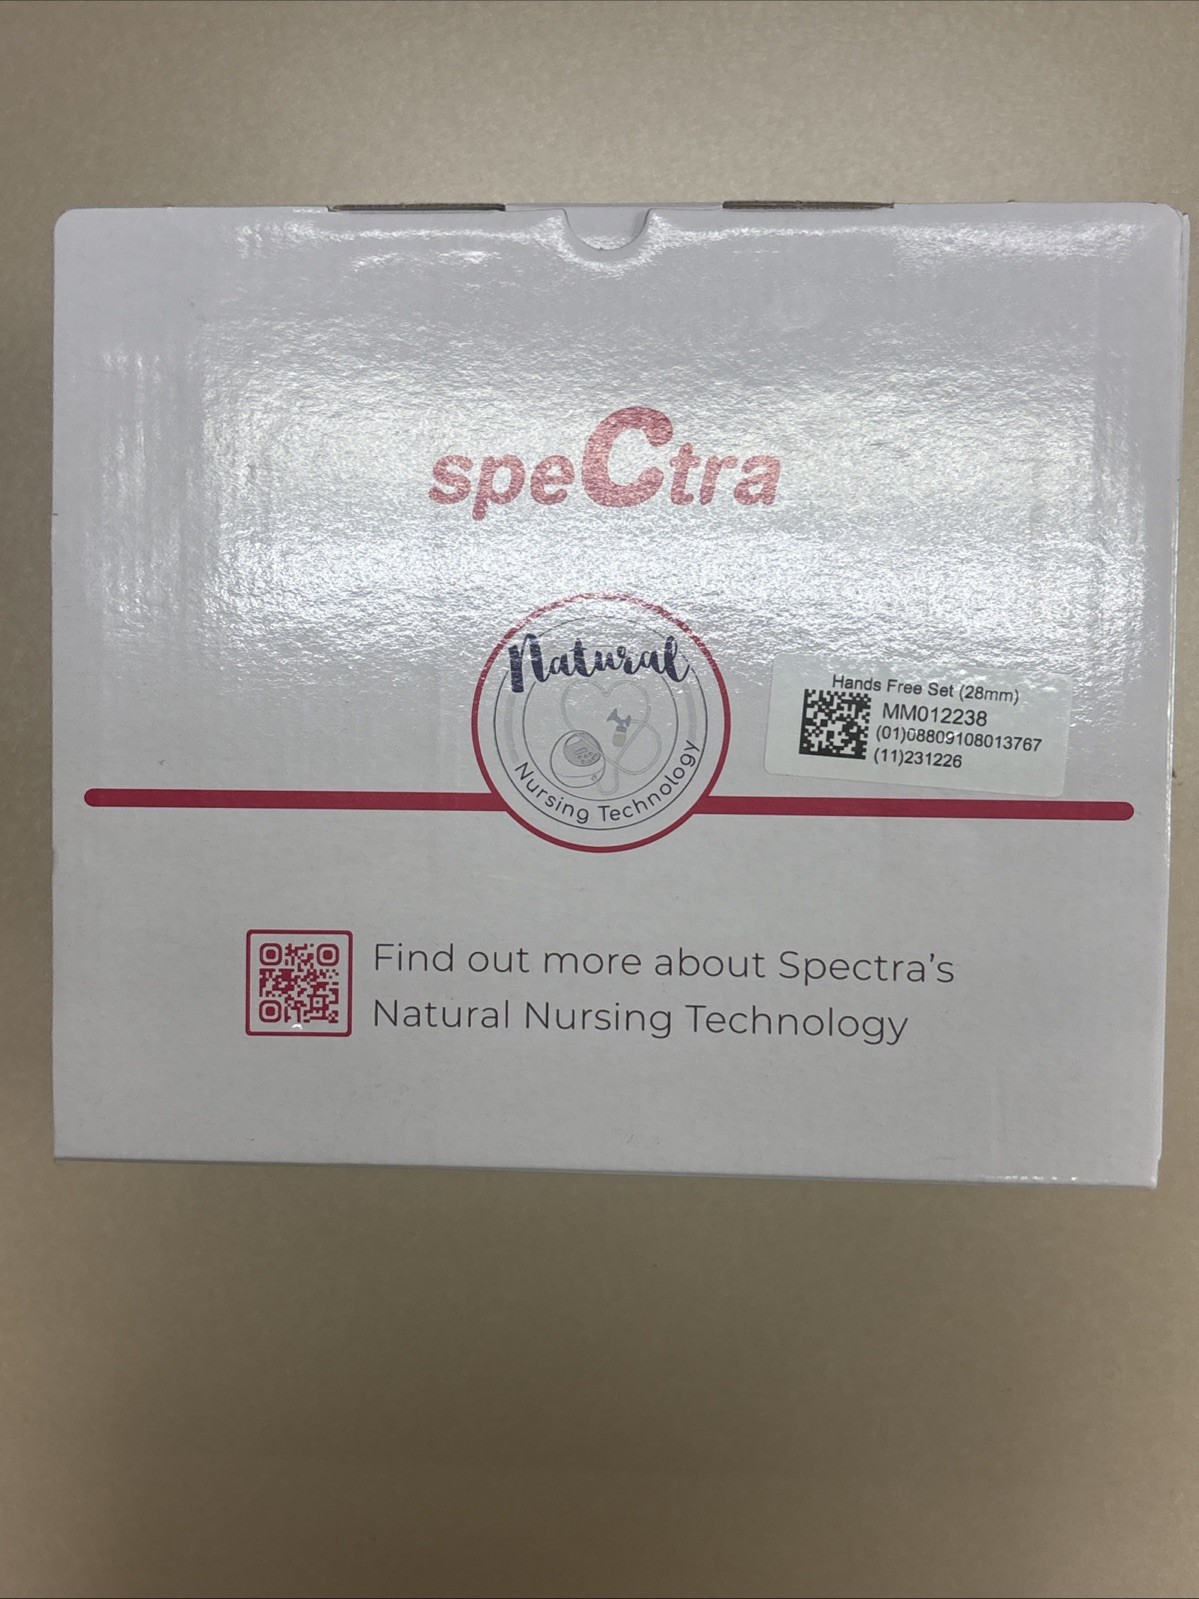 speCtra
Natural
Nursing Technology
Hands Free Set (28mm)
MM012238
(01)08809108013767
(11)231226
Find out more about Spectra's
Natural Nursing Technology